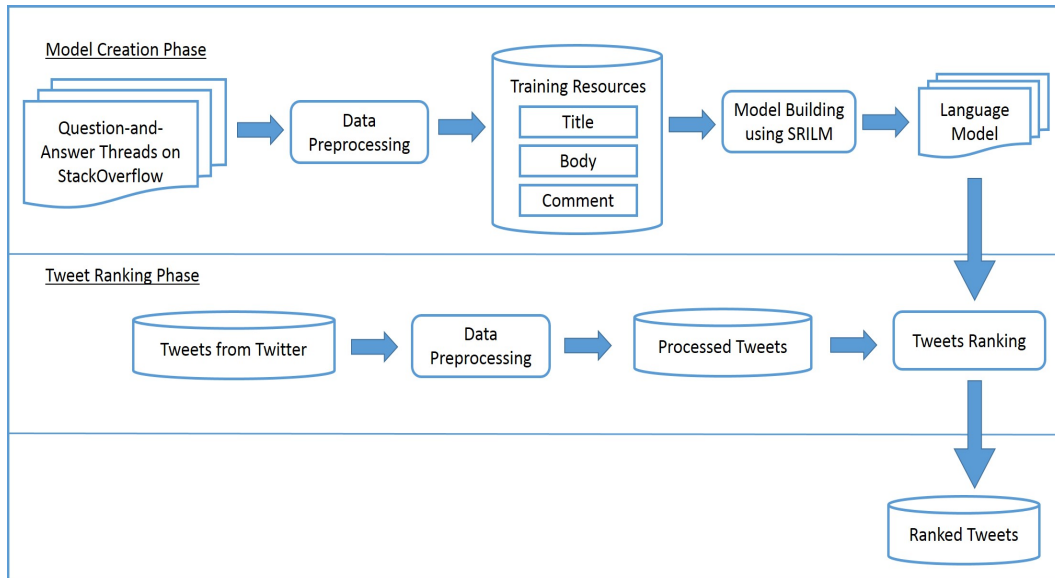 Model Creation Phase
Question-and-
Answer Threads on
StackOverflow
Data
Preprocessing
Training Resources
Title
Body
Comment
Model Building
using SRILM
Language
Model
Tweet Ranking Phase
Tweets from Twitter
Data
Preprocessing
Processed Tweets
Tweets Ranking
Ranked Tweets